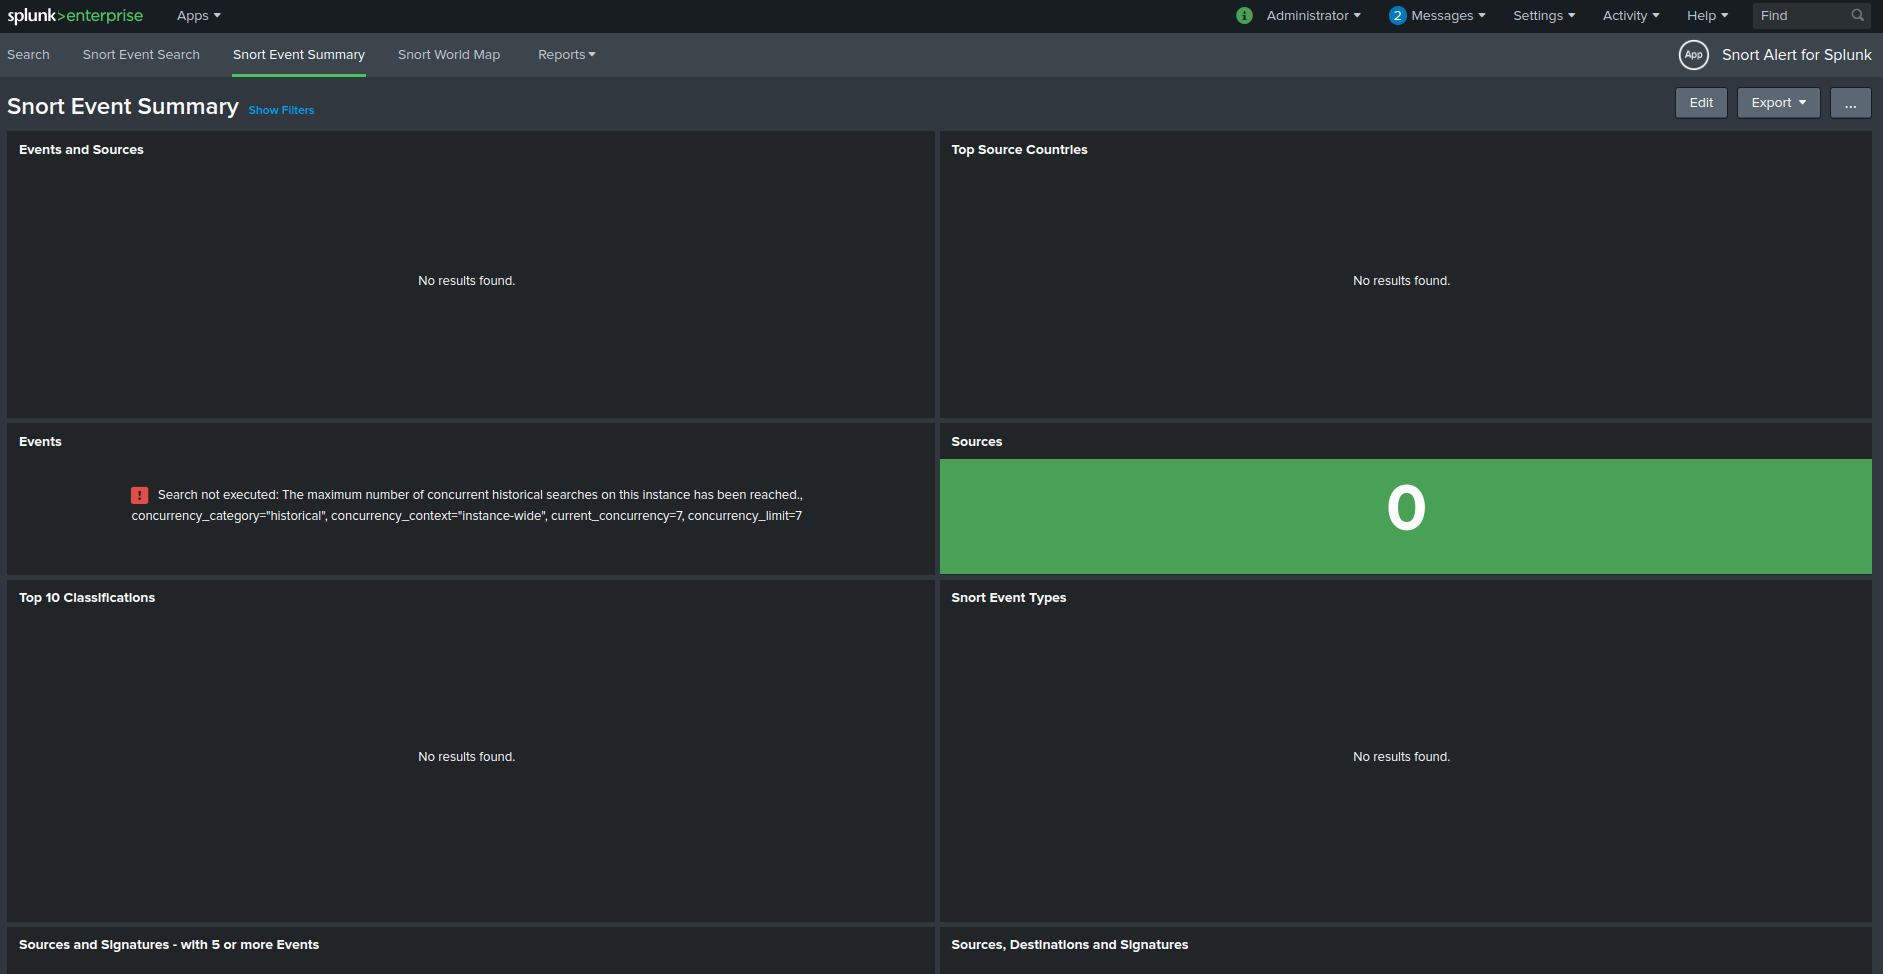 splunk>enterprise Apps Administrator 2 Messages Settings Activity Help Find
Search Snort Event Search Snort Event Summary Snort World Map Reports App Snort Alert for Splunk
Snort Event Summary Show Filters Edit Export ...
Events and Sources
No results found.
Top Source Countries
No results found.
Events
Search not executed: The maximum number of concurrent historical searches on this instance has been reached.,
concurrency_category="historical", concurrency_context="instance-wide", current_concurrency=7, concurrency_limit=7
Sources
0
Top 10 Classifications
No results found.
Snort Event Types
No results found.
Sources and Signatures - with 5 or more Events
Sources, Destinations and Signatures